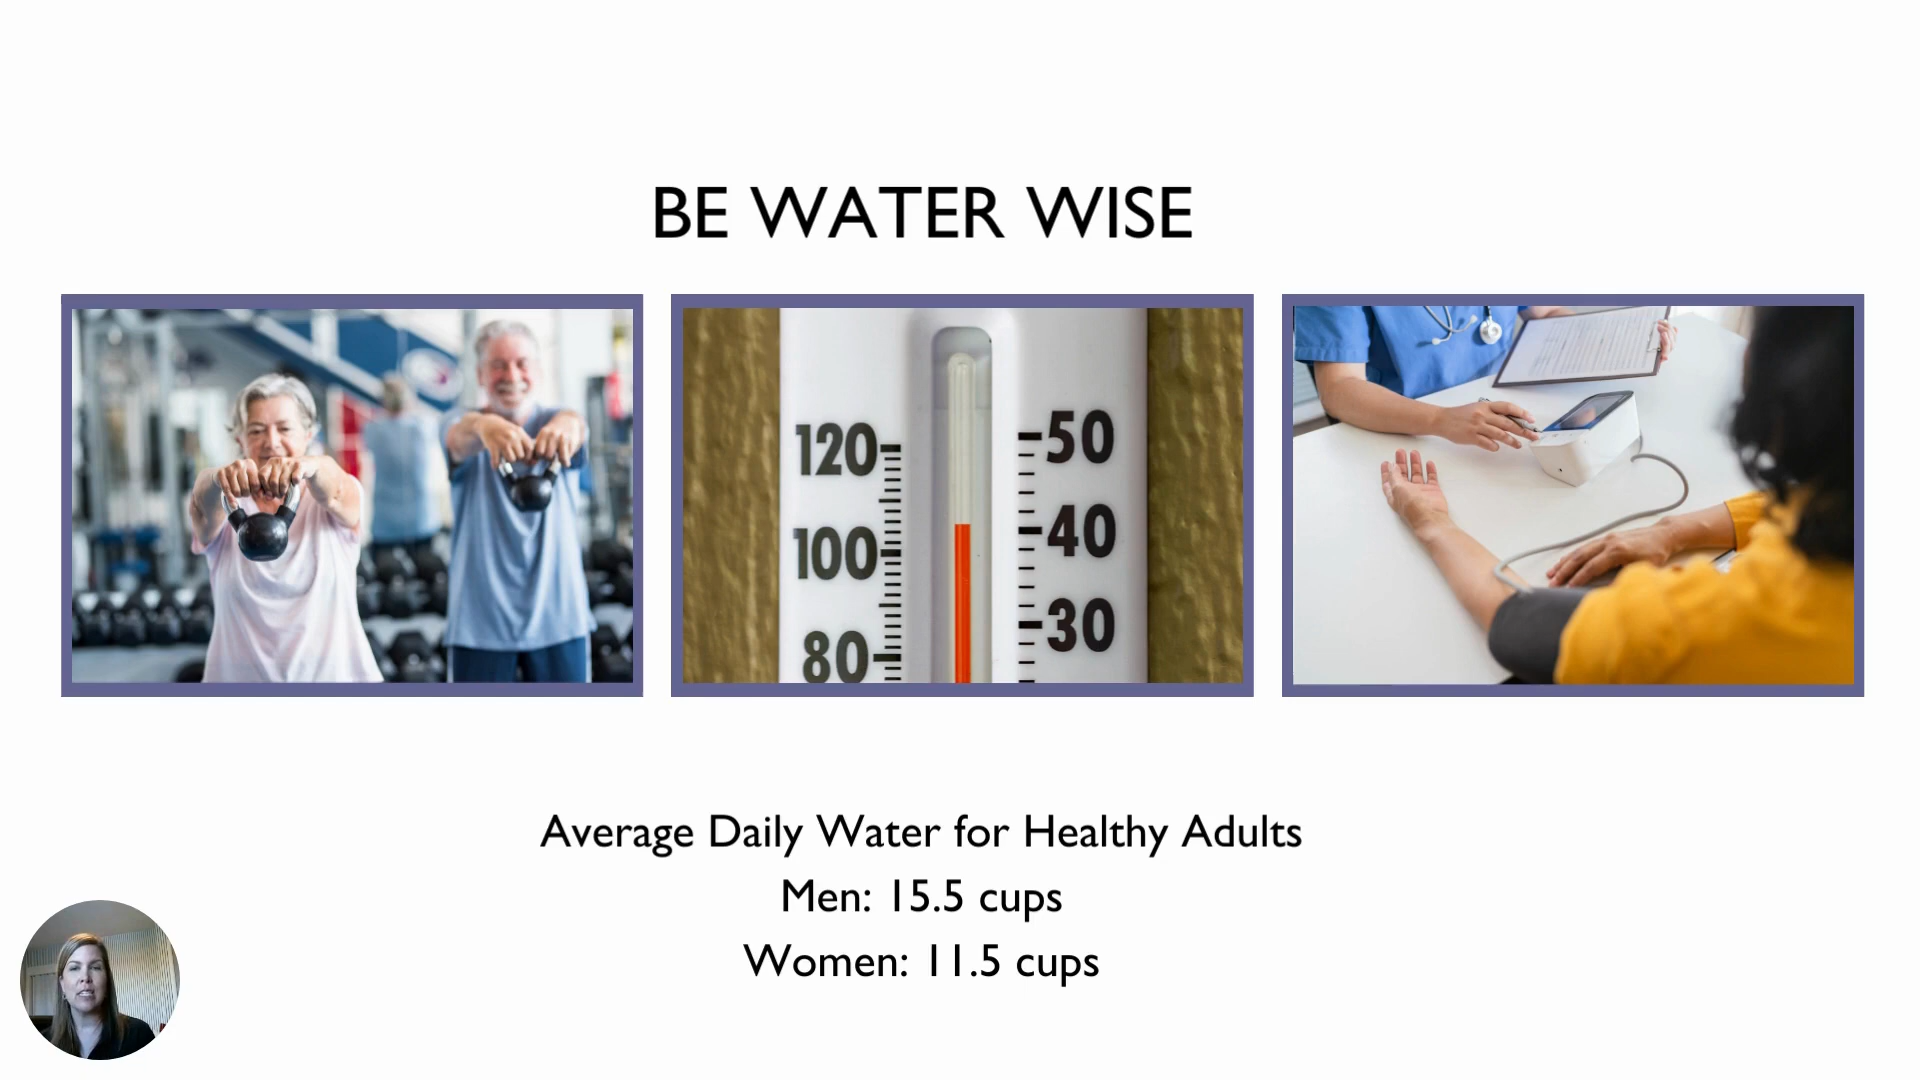 BE WATER WISE
120
100
80
50
40
30
Average Daily Water for Healthy Adults
Men: 15.5 cups
Women: 11.5 cups